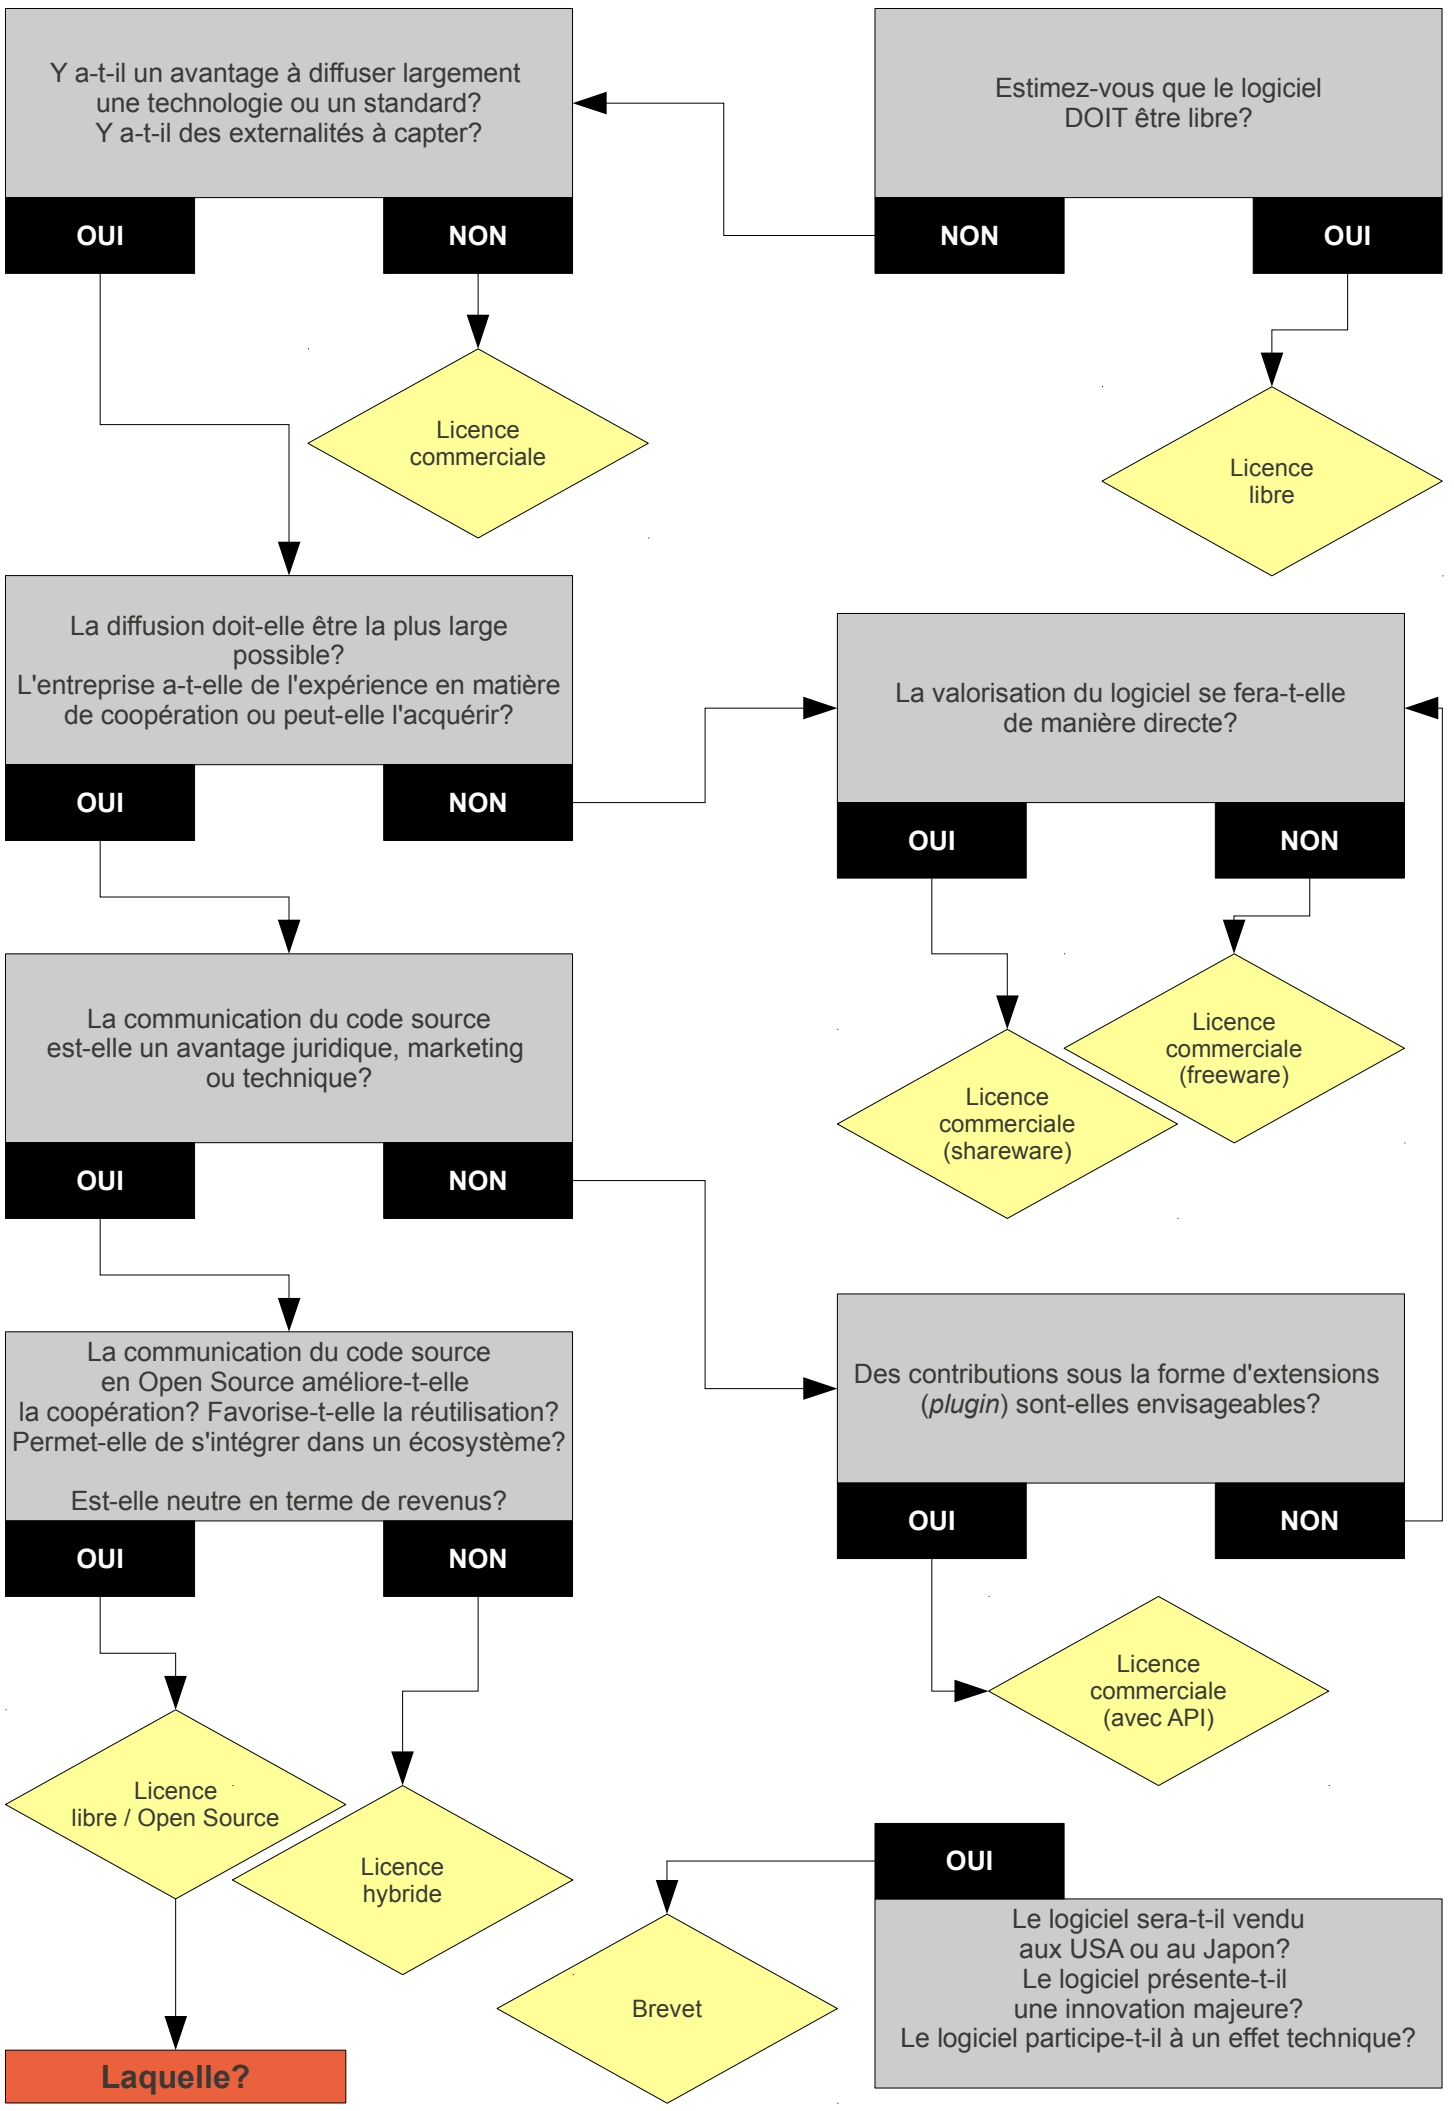 Y a-t-il un avantage à diffuser largement
une technologie ou un standard?
Y a-t-il des externalités à capter?
OUI
NON
Estimez-vous que le logiciel
DOIT être libre?
NON
OUI
Licence
commerciale
Licence
libre
La diffusion doit-elle être la plus large
possible?
L'entreprise a-t-elle de l'expérience en matière
de coopération ou peut-elle l'acquérir?
OUI
NON
La valorisation du logiciel se fera-t-elle
de manière directe?
OUI
NON
Licence
commerciale
(freeware)
Licence
commerciale
(shareware)
La communication du code source
est-elle un avantage juridique, marketing
ou technique?
OUI
NON
La communication du code source
en Open Source améliore-t-elle
la coopération? Favorise-t-elle la réutilisation?
Permet-elle de s'intégrer dans un écosystème?
Est-elle neutre en terme de revenus?
OUI
NON
Des contributions sous la forme d'extensions
(plugin) sont-elles envisageables?
OUI
NON
Licence
commerciale
(avec API)
Licence
libre / Open Source
Licence
hybride
Laquelle?
OUI
Le logiciel sera-t-il vendu
aux USA ou au Japon?
Le logiciel présente-t-il
une innovation majeure?
Le logiciel participe-t-il à un effet technique?
Brevet